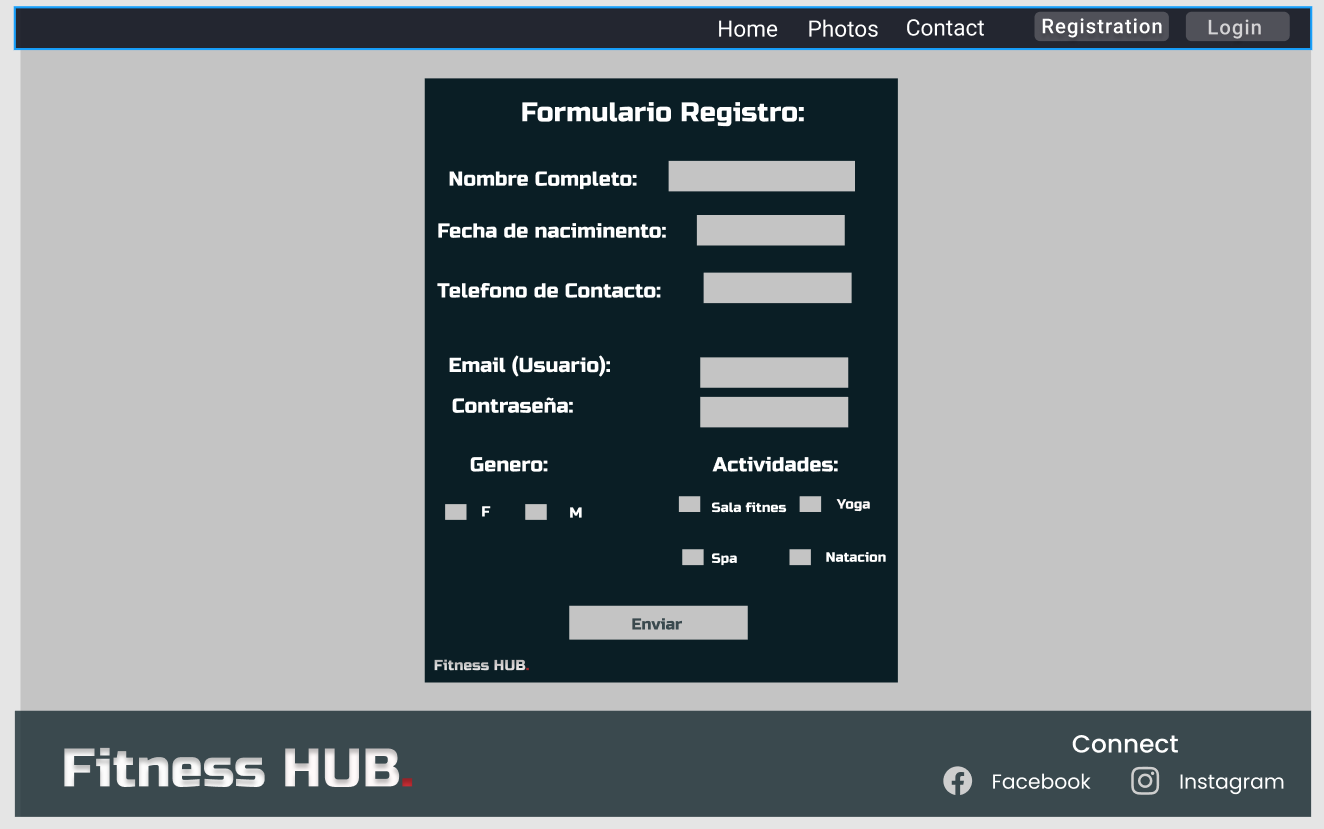 Home Photos Contact Registration Login
Formulario Registro:
Nombre Completo:
Fecha de naciminento:
Telefono de Contacto:
Email (Usuario):
Contraseña:
Genero: Actividades:
F M Sala fitnes Yoga
Spa Natacion
Enviar
Fitness HUB.
Fitness HUB.
Connect
Facebook Instagram